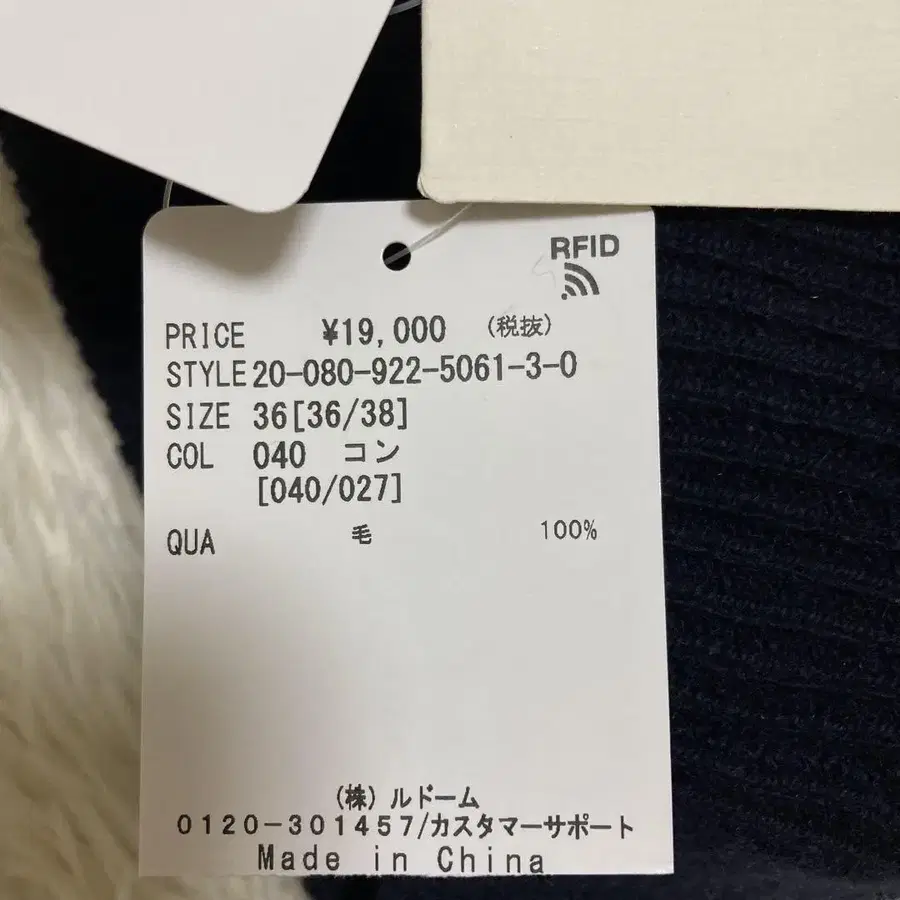 RFID
PRICE ¥19,000 (税抜)
STYLE 20-080-922-5061-3-0
SIZE 36[36/38]
COL 040 コン
[040/027]
QUA 毛 100%
(株)ルドーム
0120-301457/カスタマーサポート
Made in China